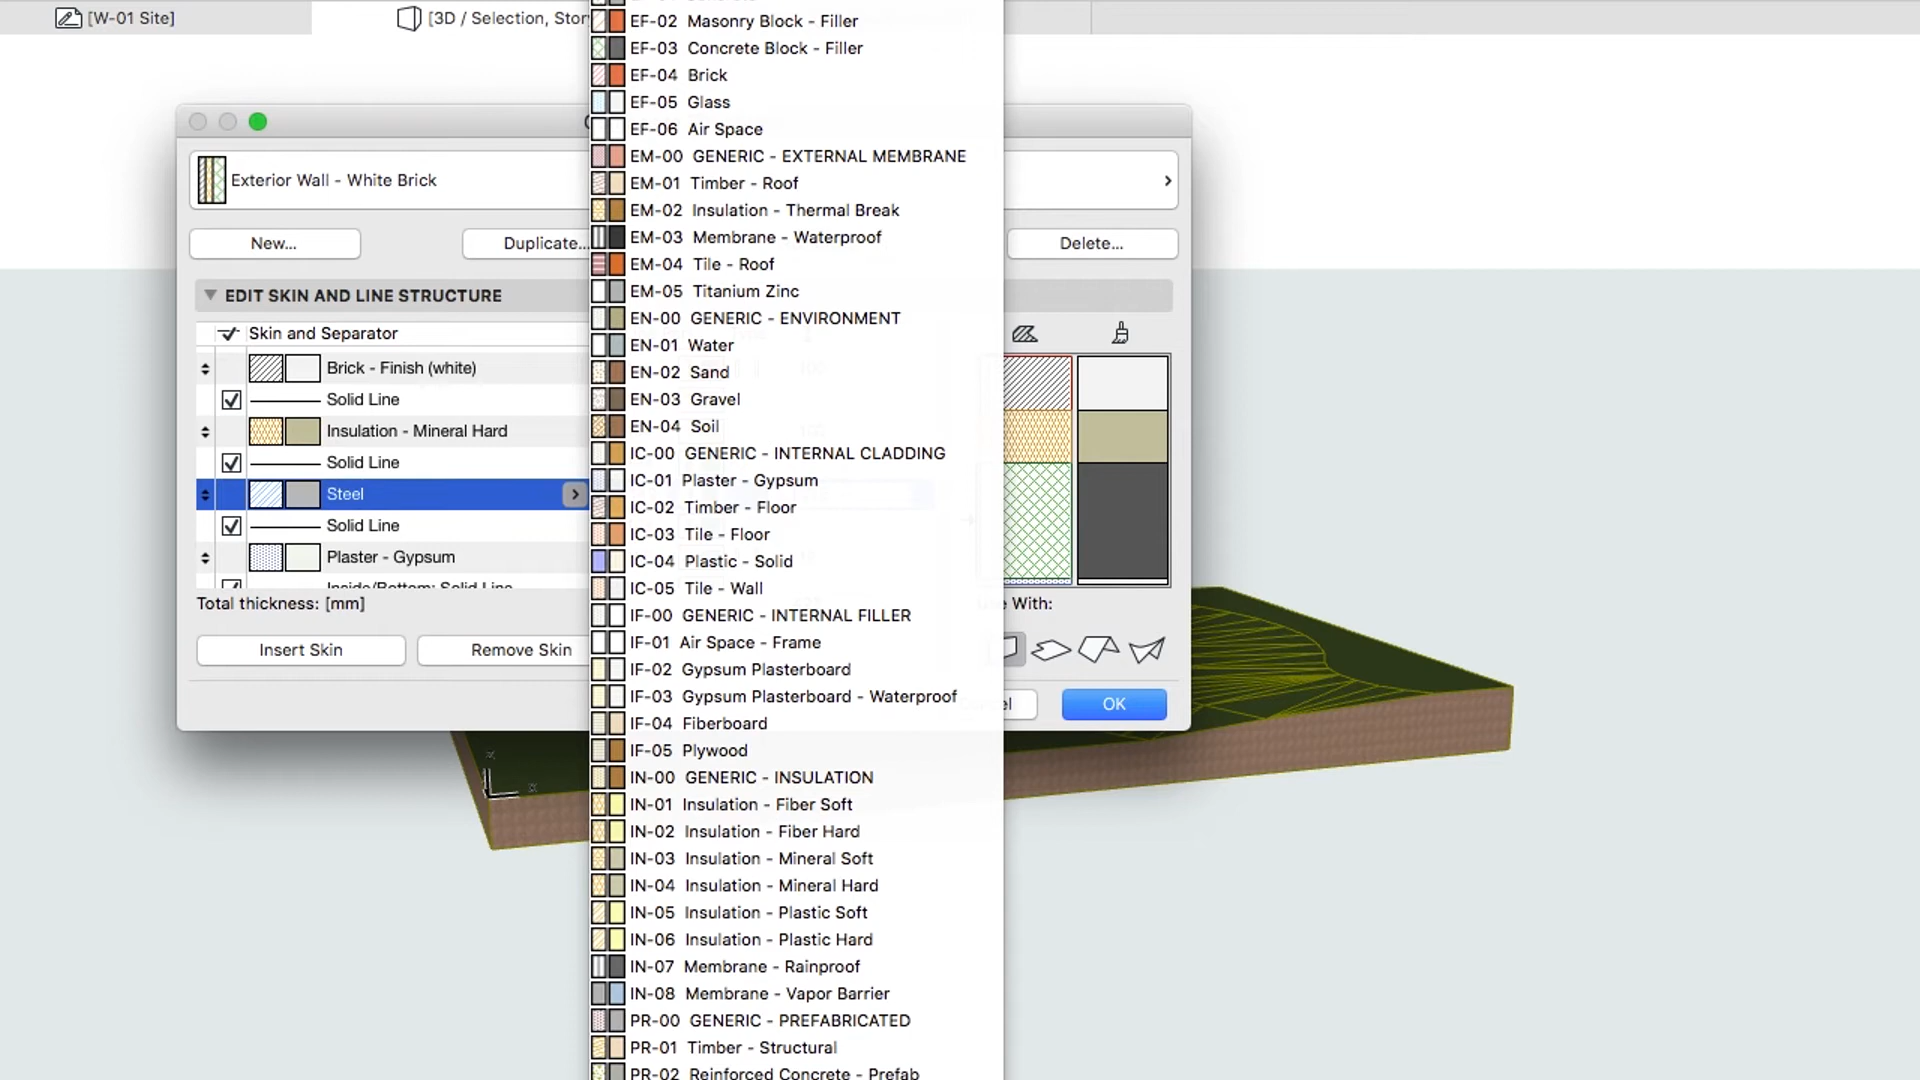 [W-01 Site]
[3D / Selection, Stor
EF-02 Masonry Block - Filler
EF-03 Concrete Block - Filler
EF-04 Brick
EF-05 Glass
EF-06 Air Space
EM-00 GENERIC - EXTERNAL MEMBRANE
EM-01 Timber - Roof
EM-02 Insulation - Thermal Break
EM-03 Membrane - Waterproof
EM-04 Tile - Roof
EM-05 Titanium Zinc
EN-00 GENERIC - ENVIRONMENT
EN-01 Water
EN-02 Sand
EN-03 Gravel
EN-04 Soil
IC-00 GENERIC - INTERNAL CLADDING
IC-01 Plaster - Gypsum
IC-02 Timber - Floor
IC-03 Tile - Floor
IC-04 Plastic - Solid
IC-05 Tile - Wall
IF-00 GENERIC - INTERNAL FILLER
IF-01 Air Space - Frame
IF-02 Gypsum Plasterboard
IF-03 Gypsum Plasterboard - Waterproof
IF-04 Fiberboard
IF-05 Plywood
IN-00 GENERIC - INSULATION
IN-01 Insulation - Fiber Soft
IN-02 Insulation - Fiber Hard
IN-03 Insulation - Mineral Soft
IN-04 Insulation - Mineral Hard
IN-05 Insulation - Plastic Soft
IN-06 Insulation - Plastic Hard
IN-07 Membrane - Rainproof
IN-08 Membrane - Vapor Barrier
PR-00 GENERIC - PREFABRICATED
PR-01 Timber - Structural
PR-02 Reinforced Concrete - Prefab
Exterior Wall - White Brick
New...
Duplicate...
Delete...
EDIT SKIN AND LINE STRUCTURE
Skin and Separator
Brick - Finish (white)
Solid Line
Insulation - Mineral Hard
Solid Line
Steel
Solid Line
Plaster - Gypsum
Inside/Bottom: Solid Line
Total thickness: [mm]
With:
Insert Skin
Remove Skin
OK